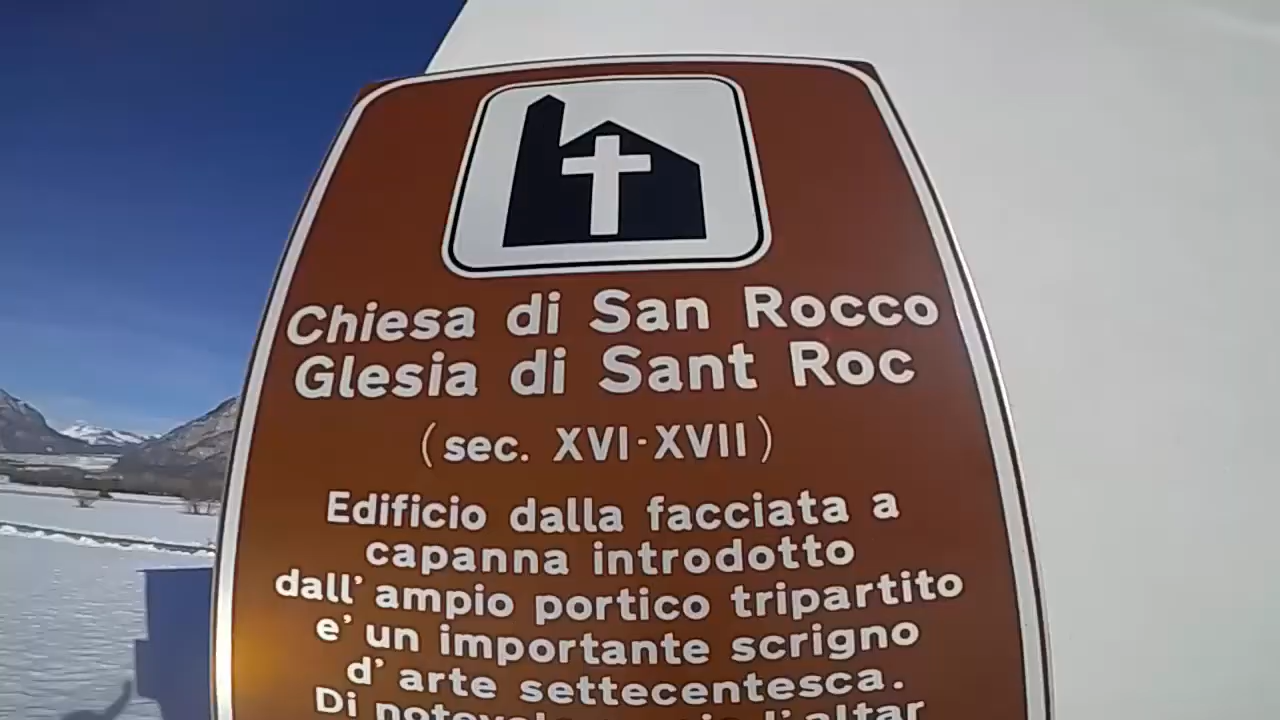 Chiesa di San Rocco
Glesia di Sant Roc
(sec. XVI-XVII)
Edificio dalla facciata a
capanna introdotto
dall' ampio portico tripartito
e' un importante scrigno
d' arte settecentesca.
Di l'altar